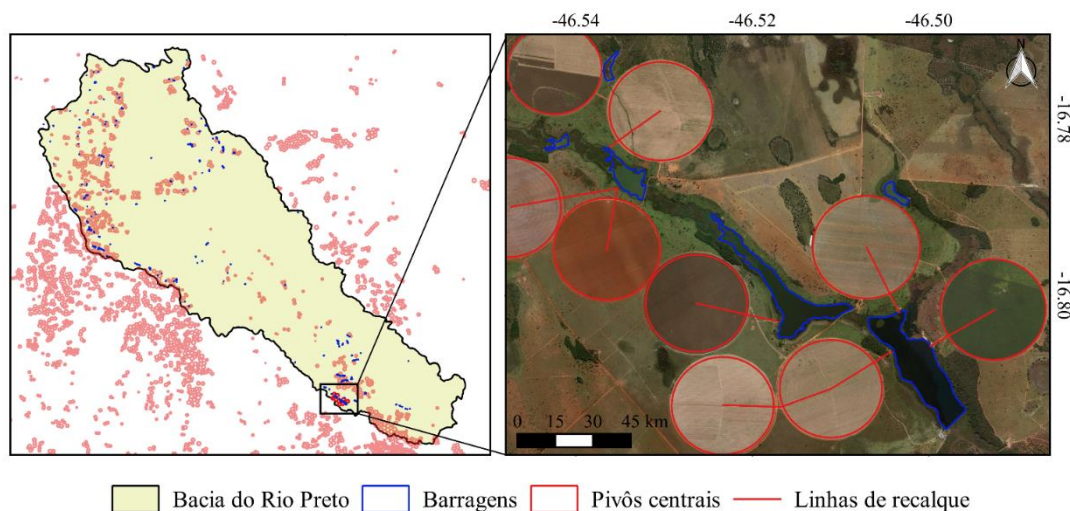 -46.54 -46.52 -46.50
N
-16.78
-16.80
0 15 30 45 km
Bacia do Rio Preto Barragens Pivôs centrais Linhas de recalque